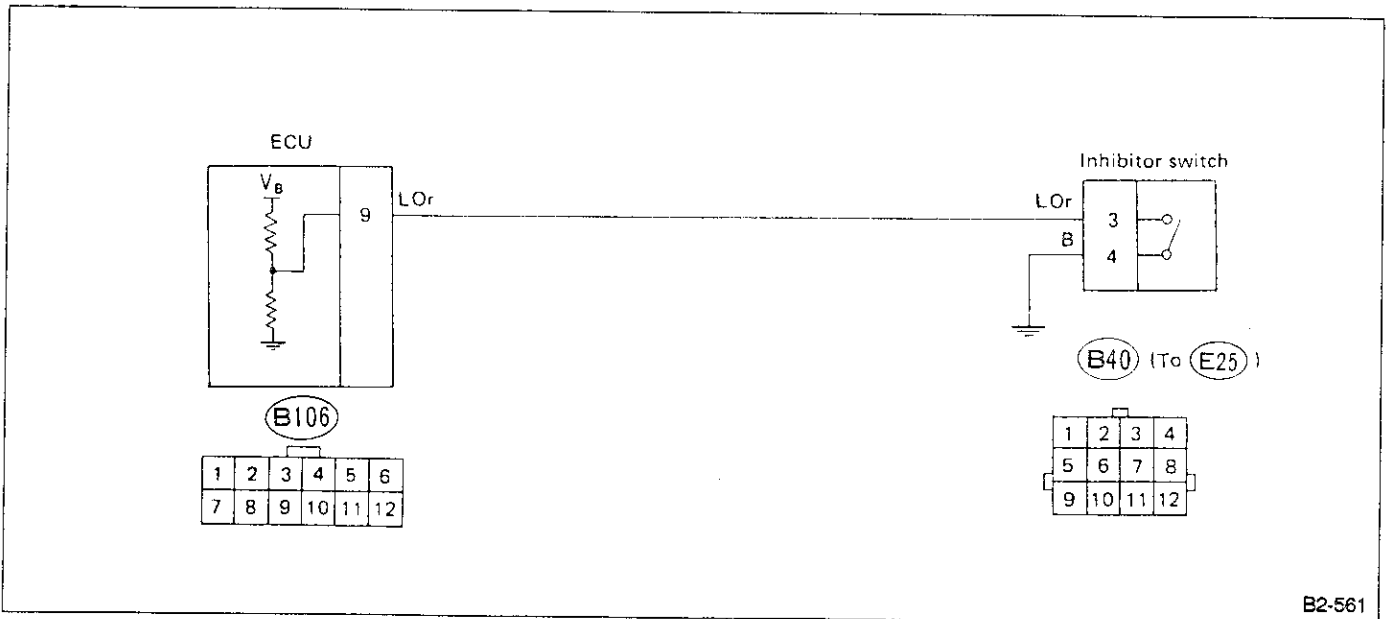 ECU
V_B
9
LOr
Inhibitor switch
LOr
3
B
4
B40 (To E25)
B106
1 2 3 4 5 6
7 8 9 10 11 12
1 2 3 4
5 6 7 8
9 10 11 12
B2-561